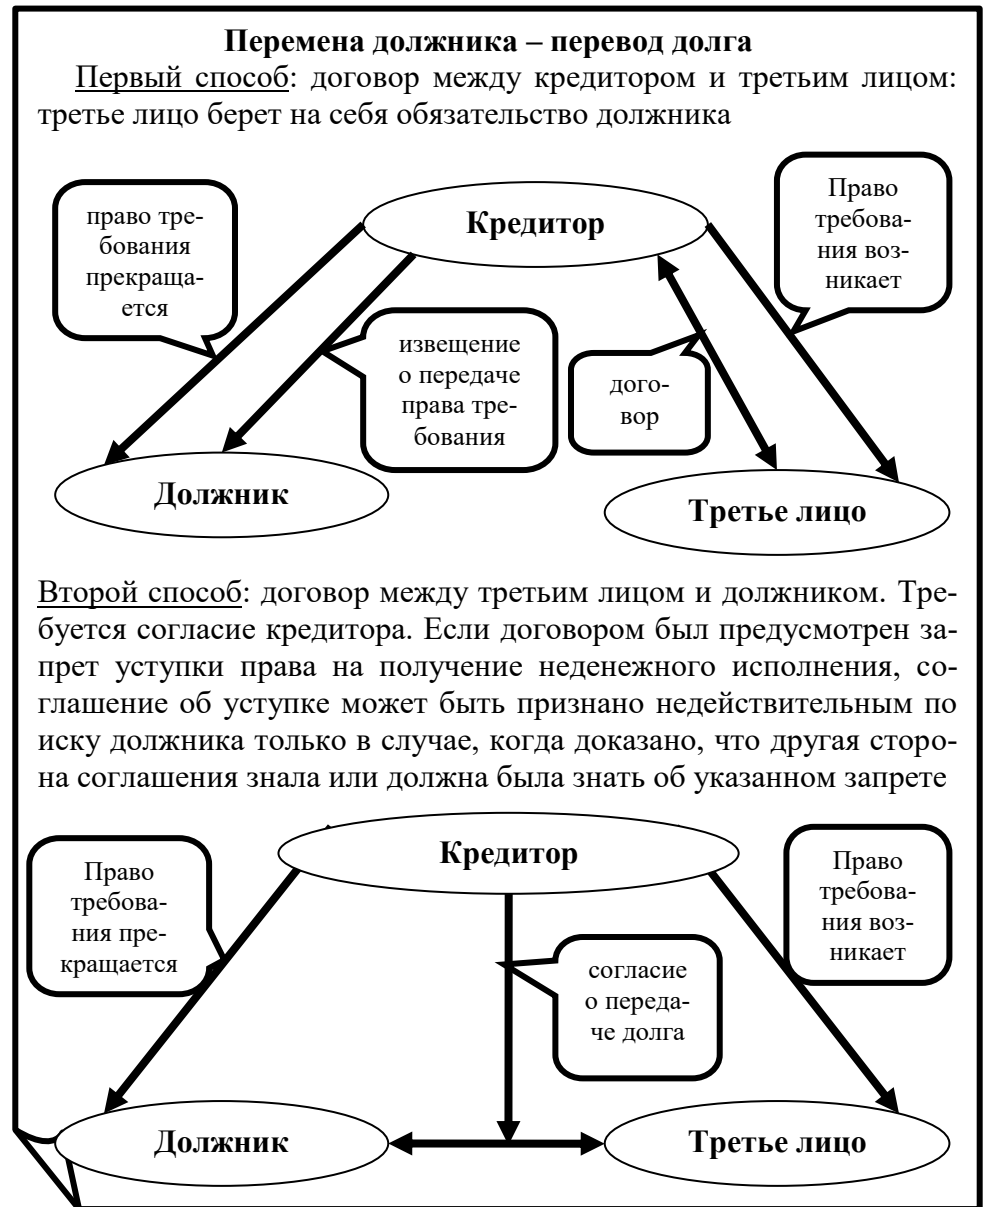 Перемена должника – перевод долга
Первый способ: договор между кредитором и третьим лицом:
третье лицо берет на себя обязательство должника
право тре-
бования
прекраща-
ется
Кредитор
Право
требова-
ния воз-
никает
извещение
о передаче
права тре-
бования
дого-
вор
Должник
Третье лицо
Второй способ: договор между третьим лицом и должником. Тре-
буется согласие кредитора. Если договором был предусмотрен за-
прет уступки права на получение неденежного исполнения, со-
глашение об уступке может быть признано недействительным по
иску должника только в случае, когда доказано, что другая сторо-
на соглашения знала или должна была знать об указанном запрете
Право
требова-
ния пре-
кращается
Кредитор
Право
требова-
ния воз-
никает
согласие
о переда-
че долга
Должник
Третье лицо